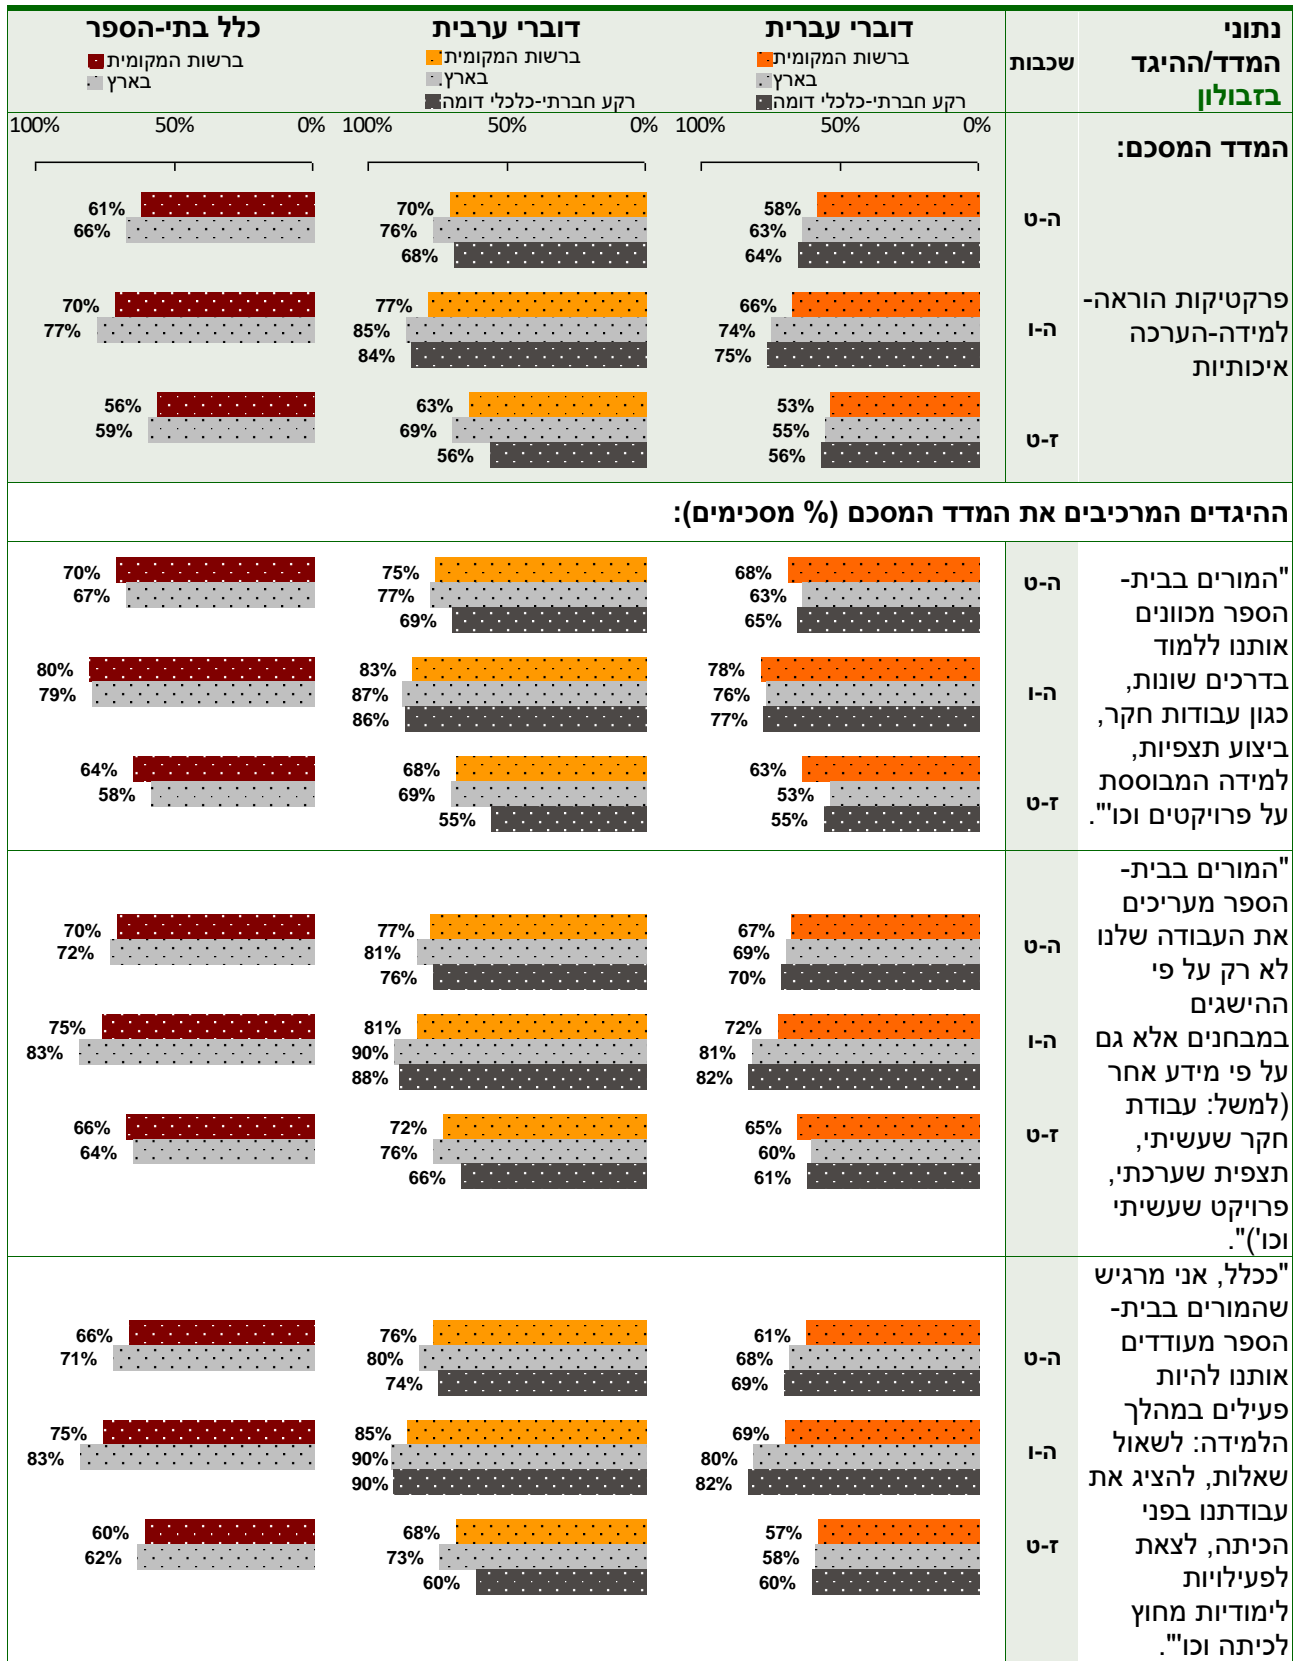 נתוני המדד/ההיגד בזבולון
שכבות
דוברי עברית
ברשות המקומית
בארץ
רקע חברתי-כלכלי דומה
דוברי ערבית
ברשות המקומית
בארץ
רקע חברתי-כלכלי דומה
כלל בתי-הספר
ברשות המקומית
בארץ
המדד המסכם:
0% 50% 100%
0% 50% 100%
0% 50% 100%
פרקטיקות הוראה-
למידה-הערכה
איכותיות
ה-ט
58% 70% 61%
63% 76% 66%
64% 68%
ה-ו
66% 77% 70%
74% 85% 77%
75% 84%
ז-ט
53% 63% 56%
55% 69% 59%
56% 56%
ההיגדים המרכיבים את המדד המסכם (% מסכימים):
"המורים בבית-
הספר מכוונים
אותנו ללמוד
בדרכים שונות,
כגון עבודות חקר,
ביצוע תצפיות,
למידה המבוססת
על פרויקטים וכו'".
ה-ט
68% 75% 70%
63% 77% 67%
65% 69%
ה-ו
78% 83% 80%
76% 87% 79%
77% 86%
ז-ט
63% 68% 64%
53% 69% 58%
55% 55%
"המורים בבית-
הספר מעריכים
את העבודה שלנו
לא רק על פי
ההישגים
במבחנים אלא גם
על פי מידע אחר
(למשל: עבודת
חקר שעשיתי,
תצפית שערכתי,
פרויקט שעשיתי
וכו')".
ה-ט
67% 77% 70%
69% 81% 72%
70% 76%
ה-ו
72% 81% 75%
81% 90% 83%
82% 88%
ז-ט
65% 72% 66%
60% 76% 64%
61% 66%
"ככלל, אני מרגיש
שהמורים בבית-
הספר מעודדים
אותנו להיות
פעילים במהלך
הלמידה: לשאול
שאלות, להציג את
עבודתנו בפני
הכיתה, לצאת
לפעילויות
לימודיות מחוץ
לכיתה וכו'".
ה-ט
61% 76% 66%
68% 80% 71%
69% 74%
ה-ו
69% 85% 75%
80% 90% 83%
82% 90%
ז-ט
57% 68% 60%
58% 73% 62%
60% 60%